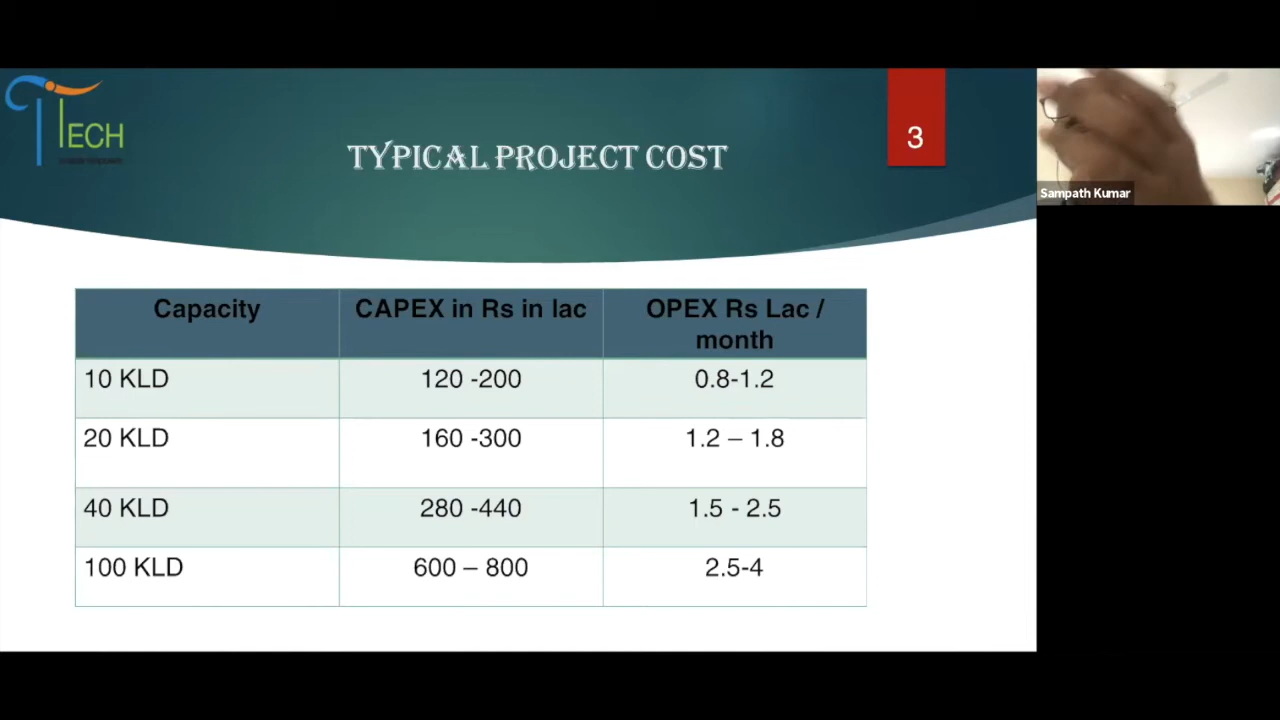 TECH
TYPICAL PROJECT COST
3
Sampath Kumar
Capacity CAPEX in Rs in lac OPEX Rs Lac /
month
10 KLD 120 -200 0.8-1.2
20 KLD 160 -300 1.2 – 1.8
40 KLD 280 -440 1.5 - 2.5
100 KLD 600 – 800 2.5-4